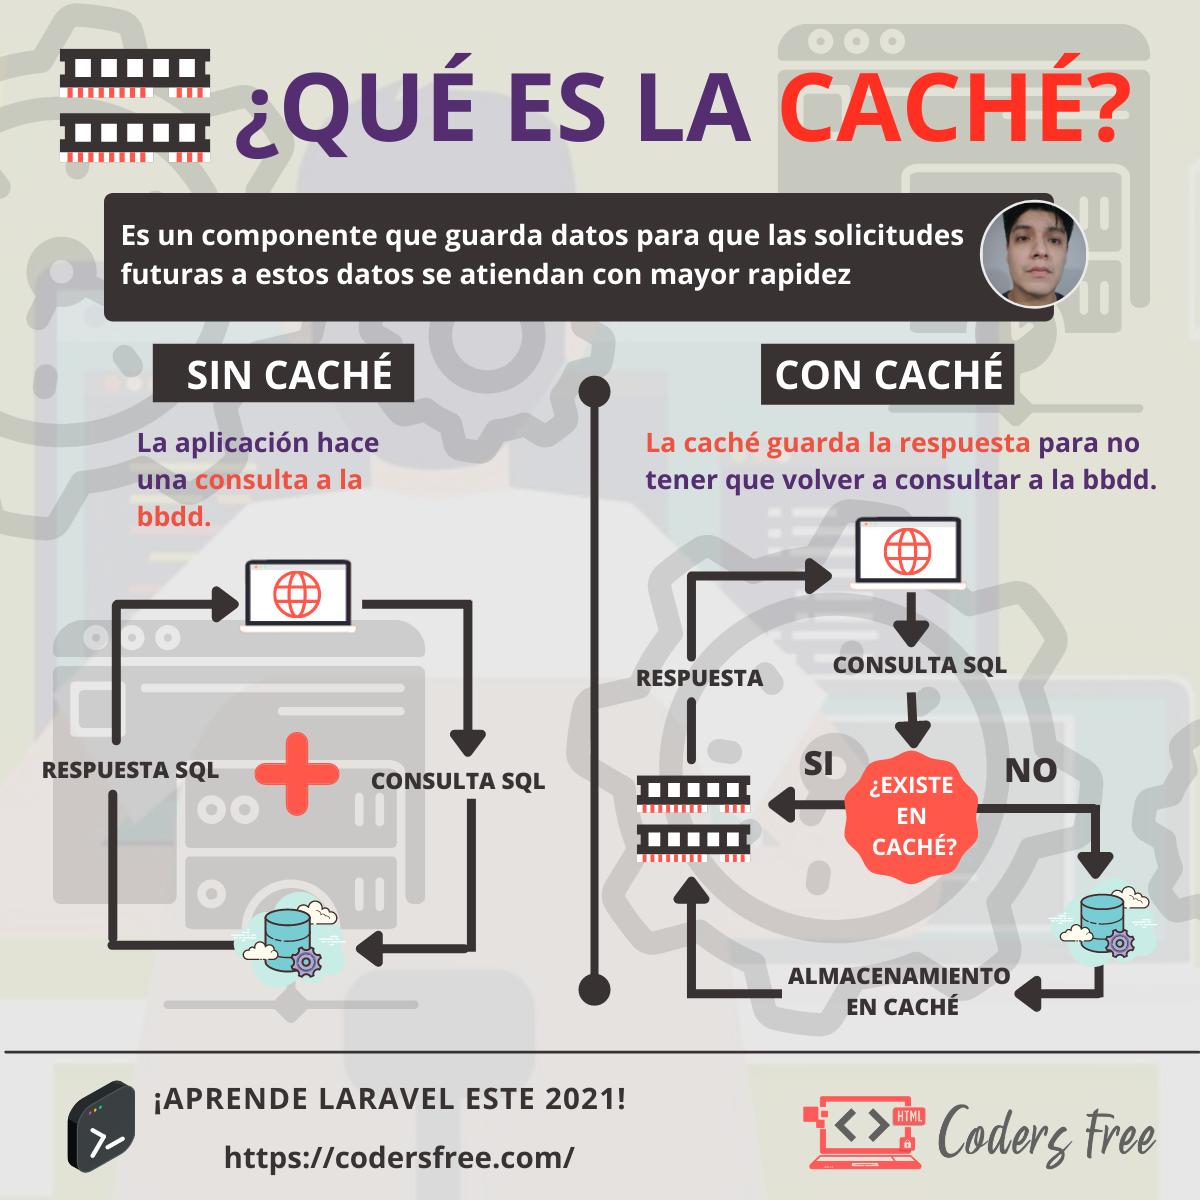 ¿QUÉ ES LA CACHÉ?
Es un componente que guarda datos para que las solicitudes
futuras a estos datos se atiendan con mayor rapidez
SIN CACHÉ
La aplicación hace
una consulta a la
bbdd.
RESPUESTA SQL
CONSULTA SQL
CON CACHÉ
La caché guarda la respuesta para no
tener que volver a consultar a la bbdd.
RESPUESTA
CONSULTA SQL
SI
¿EXISTE
EN
CACHÉ?
NO
ALMACENAMIENTO
EN CACHÉ
¡APRENDE LARAVEL ESTE 2021!
https://codersfree.com/
HTML
Coders Free